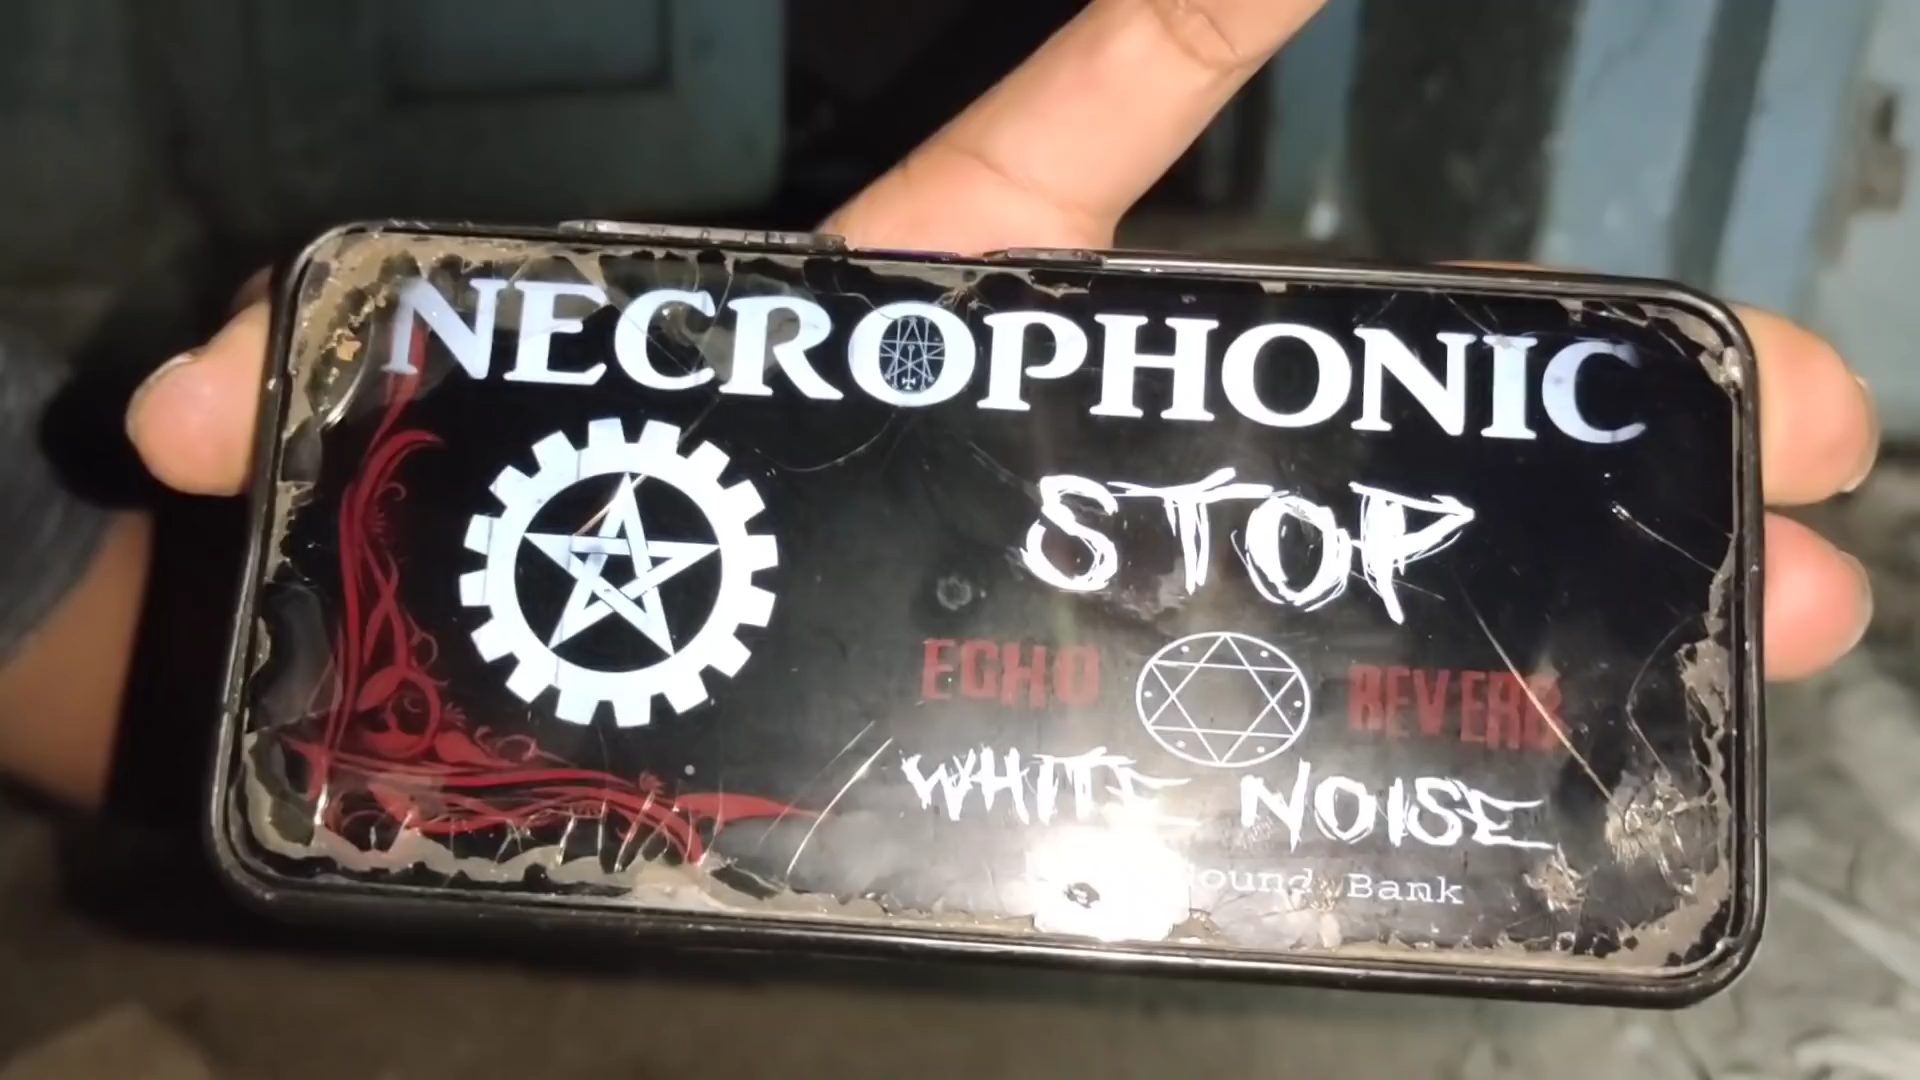 NECROPHONIC
STOP
ECHO REVERB
WHITE NOISE
Bank